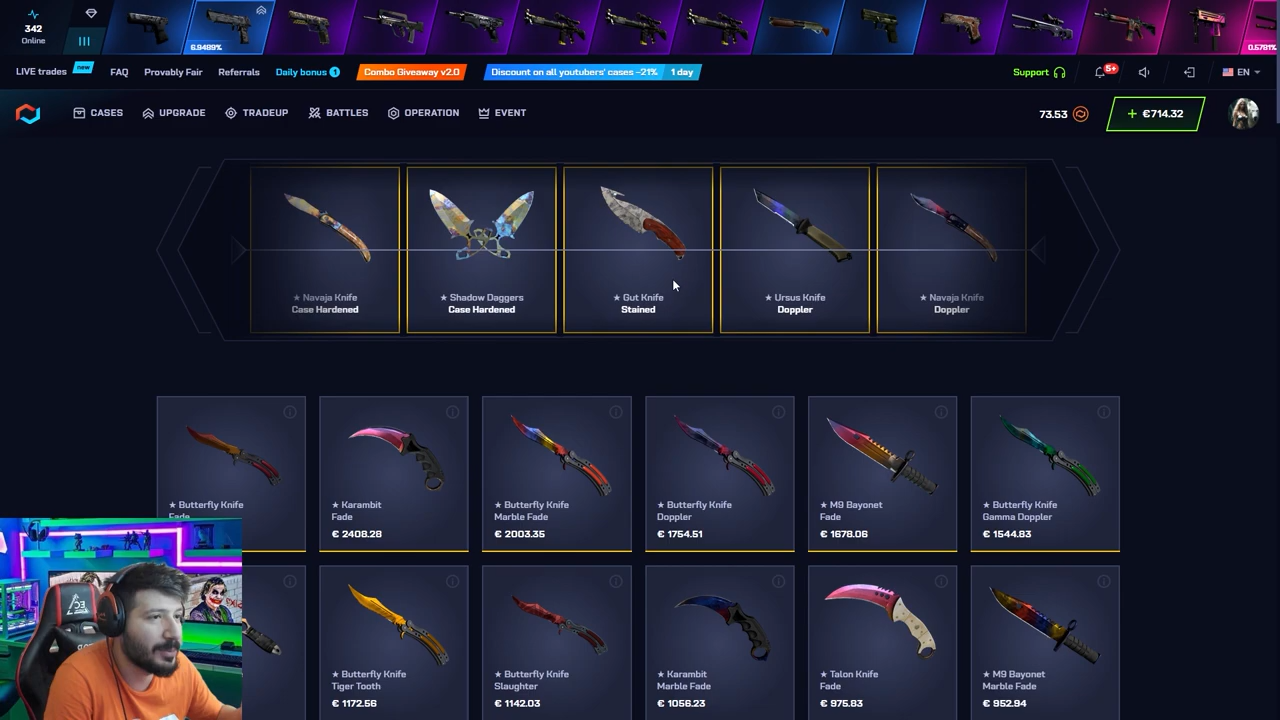 342
Online
6.9489%
0.5781%
LIVE trades
new
FAQ
Provably Fair
Referrals
Daily bonus 1
Combo Giveaway v2.0
Discount on all youtubers' cases -21%
1 day
Support
5+
EN
CASES
UPGRADE
TRADEUP
BATTLES
OPERATION
EVENT
73.53
+ €714.32
★ Navaja Knife
Case Hardened
★ Shadow Daggers
Case Hardened
★ Gut Knife
Stained
★ Ursus Knife
Doppler
★ Navaja Knife
Doppler
★ Butterfly Knife
Fade
★ Karambit
Fade
€ 2408.28
★ Butterfly Knife
Marble Fade
€ 2003.35
★ Butterfly Knife
Doppler
€ 1754.51
★ M9 Bayonet
Fade
€ 1678.06
★ Butterfly Knife
Gamma Doppler
€ 1544.83
★ Butterfly Knife
Tiger Tooth
€ 1172.56
★ Butterfly Knife
Slaughter
€ 1142.03
★ Karambit
Marble Fade
€ 1056.23
★ Talon Knife
Fade
€ 975.83
★ M9 Bayonet
Marble Fade
€ 952.94